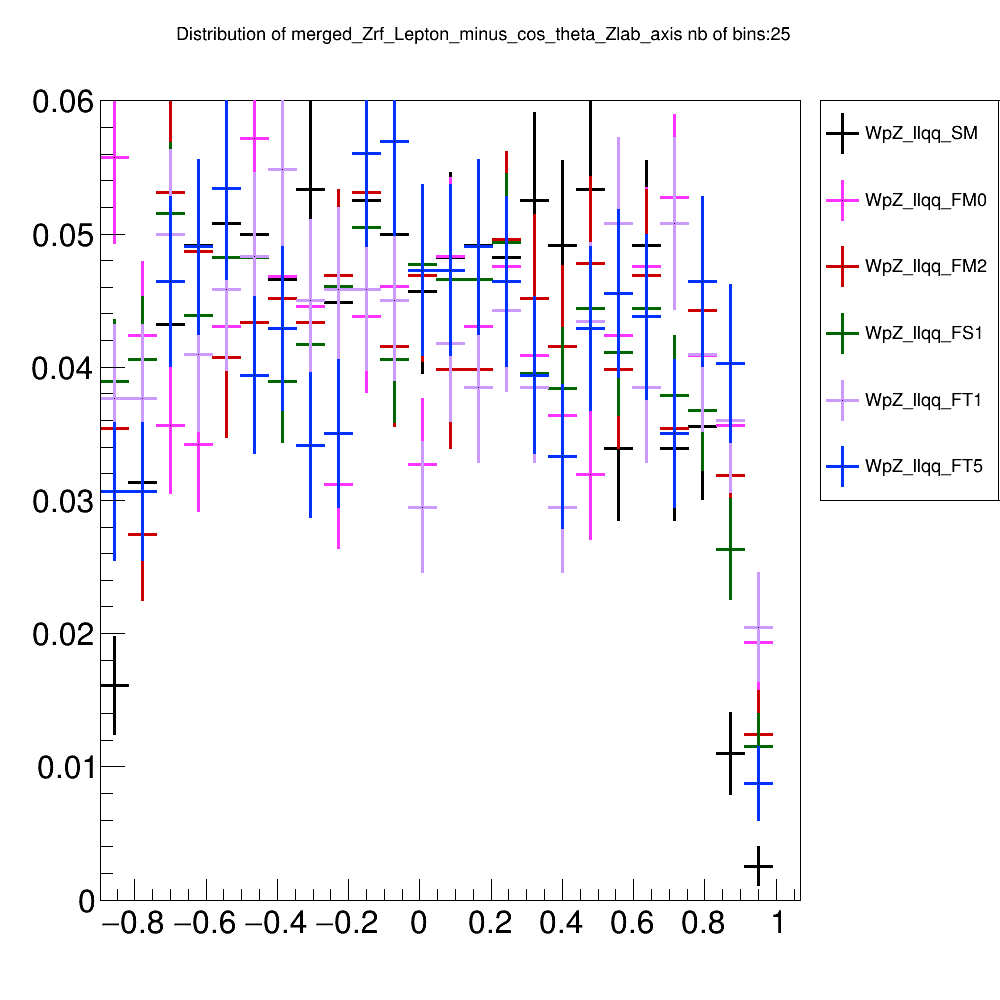 Distribution of merged_Zrf_Lepton_minus_cos_theta_Zlab_axis nb of bins:25
0.06
0.05
0.04
0.03
0.02
0.01
0
−0.8 −0.6 −0.4 −0.2 0 0.2 0.4 0.6 0.8 1
WpZ_llqq_SM
WpZ_llqq_FM0
WpZ_llqq_FM2
WpZ_llqq_FS1
WpZ_llqq_FT1
WpZ_llqq_FT5